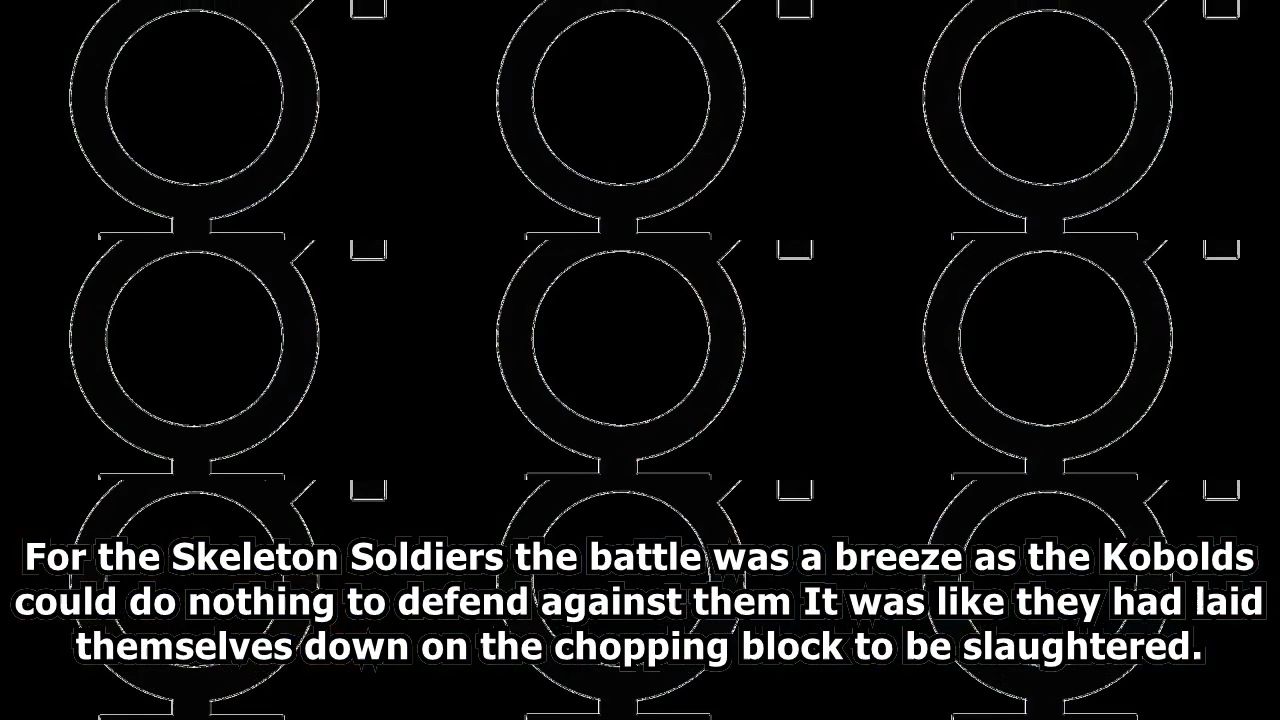 For the Skeleton Soldiers the battle was a breeze as the Kobolds
could do nothing to defend against them It was like they had laid
themselves down on the chopping block to be slaughtered.